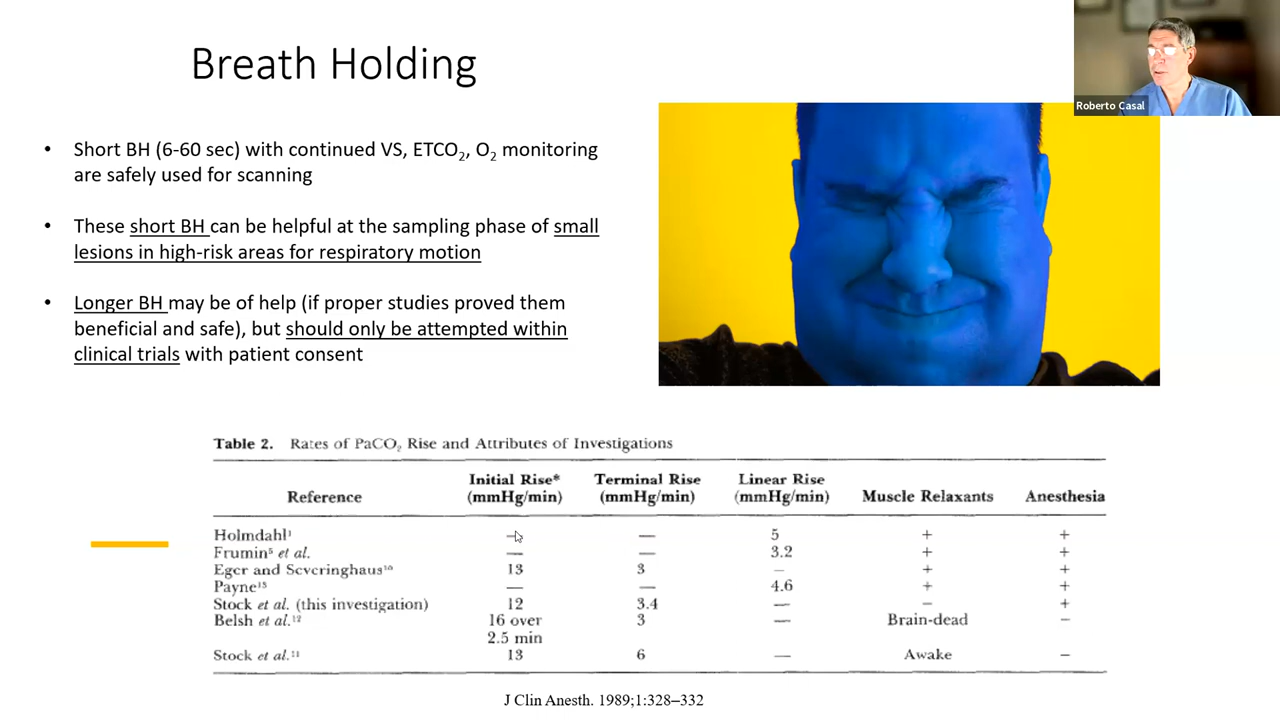 Breath Holding
Roberto Casal
• Short BH (6-60 sec) with continued VS, ETCO₂, O₂ monitoring
are safely used for scanning
• These short BH can be helpful at the sampling phase of small
lesions in high-risk areas for respiratory motion
• Longer BH may be of help (if proper studies proved them
beneficial and safe), but should only be attempted within
clinical trials with patient consent
Table 2. Rates of PaCO₂ Rise and Attributes of Investigations
Initial Rise* Terminal Rise Linear Rise
Reference (mmHg/min) (mmHg/min) (mmHg/min) Muscle Relaxants Anesthesia
Holmdahl¹ — — 5 + +
Frumin⁵ et al. — — 3.2 + +
Eger and Severinghaus¹⁰ 13 3 – + +
Payne¹³ — — 4.6 + +
Stock et al. (this investigation) 12 3.4 — – +
Belsh et al.¹² 16 over 3 — Brain-dead –
2.5 min
Stock et al.¹¹ 13 6 — Awake –
J Clin Anesth. 1989;1:328–332